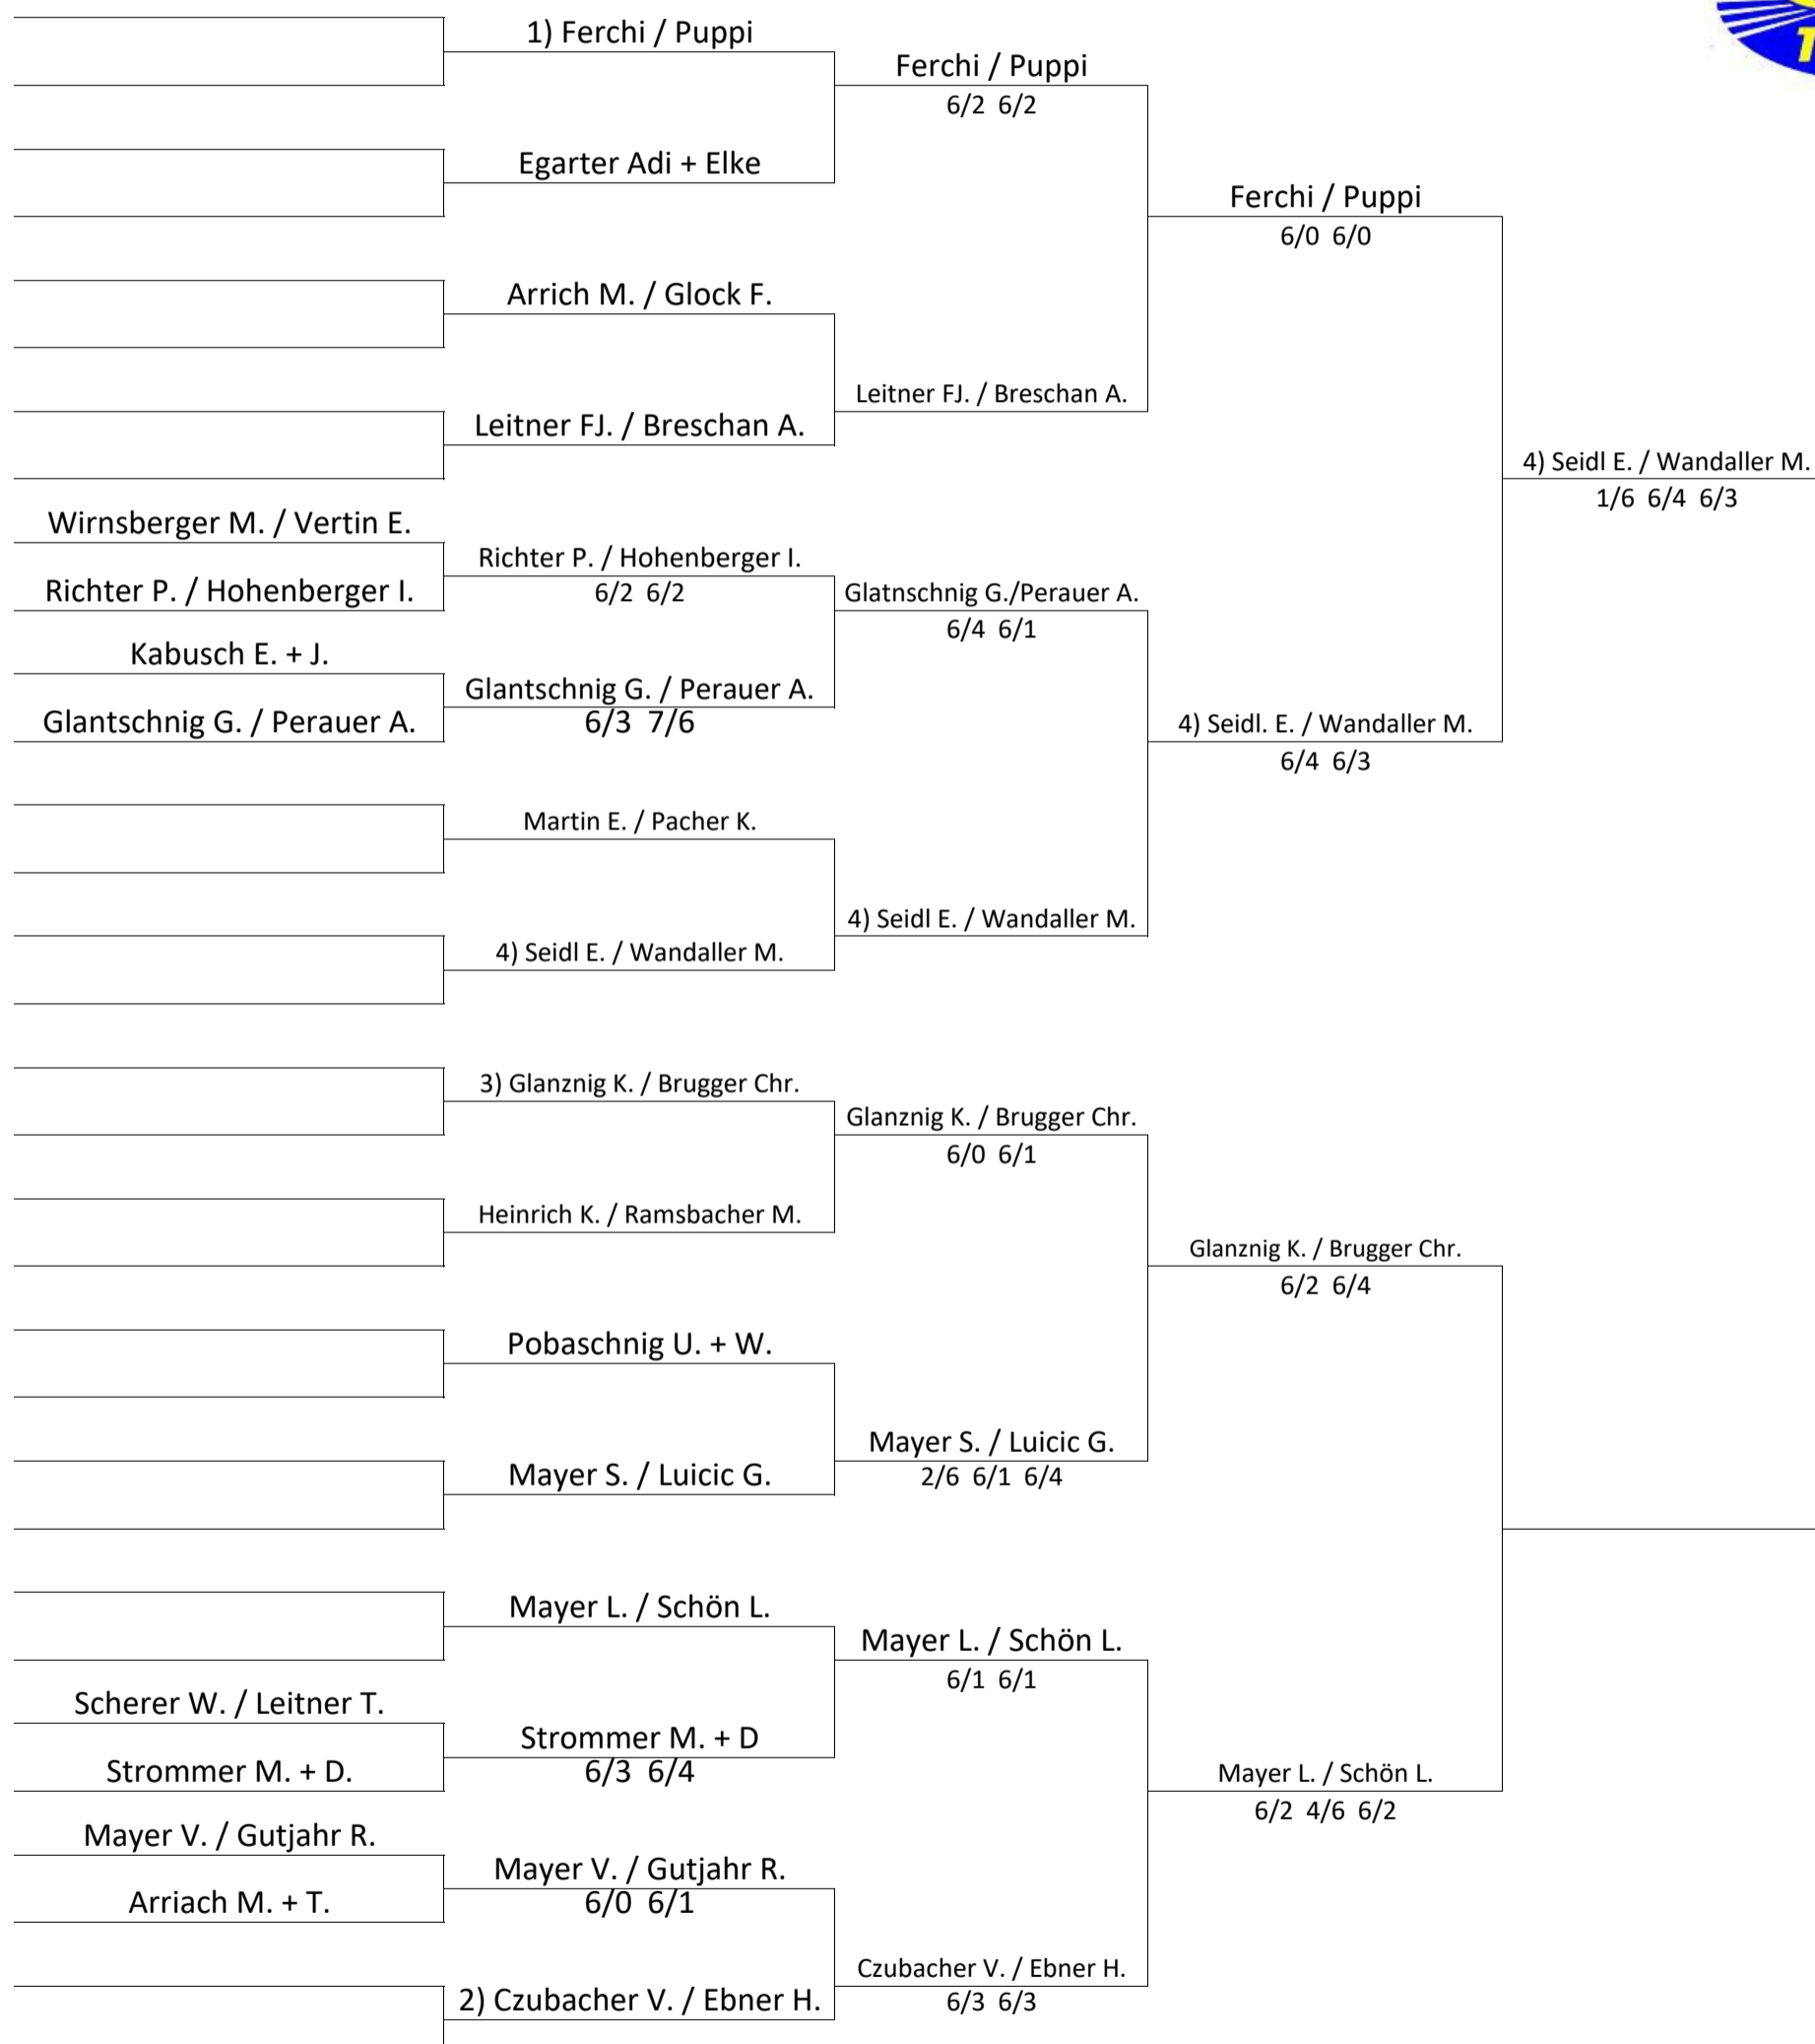 1) Ferchi / Puppi
Ferchi / Puppi
6/2 6/2
Egarter Adi + Elke
Ferchi / Puppi
6/0 6/0
Arrich M. / Glock F.
Leitner FJ. / Breschan A.
Leitner FJ. / Breschan A.
4) Seidl E. / Wandaller M.
1/6 6/4 6/3
Wirnsberger M. / Vertin E.
Richter P. / Hohenberger I.
6/2 6/2
Richter P. / Hohenberger I.
Glatnschnig G./Perauer A.
6/4 6/1
Kabusch E. + J.
Glantschnig G. / Perauer A.
6/3 7/6
Glantschnig G. / Perauer A.
4) Seidl. E. / Wandaller M.
6/4 6/3
Martin E. / Pacher K.
4) Seidl E. / Wandaller M.
4) Seidl E. / Wandaller M.
3) Glanznig K. / Brugger Chr.
Glanznig K. / Brugger Chr.
6/0 6/1
Heinrich K. / Ramsbacher M.
Glanznig K. / Brugger Chr.
6/2 6/4
Pobaschnig U. + W.
Mayer S. / Luicic G.
2/6 6/1 6/4
Mayer S. / Luicic G.
Mayer L. / Schön L.
Mayer L. / Schön L.
6/1 6/1
Scherer W. / Leitner T.
Strommer M. + D
6/3 6/4
Strommer M. + D.
Mayer L. / Schön L.
6/2 4/6 6/2
Mayer V. / Gutjahr R.
Mayer V. / Gutjahr R.
6/0 6/1
Arriach M. + T.
Czubacher V. / Ebner H.
6/3 6/3
2) Czubacher V. / Ebner H.